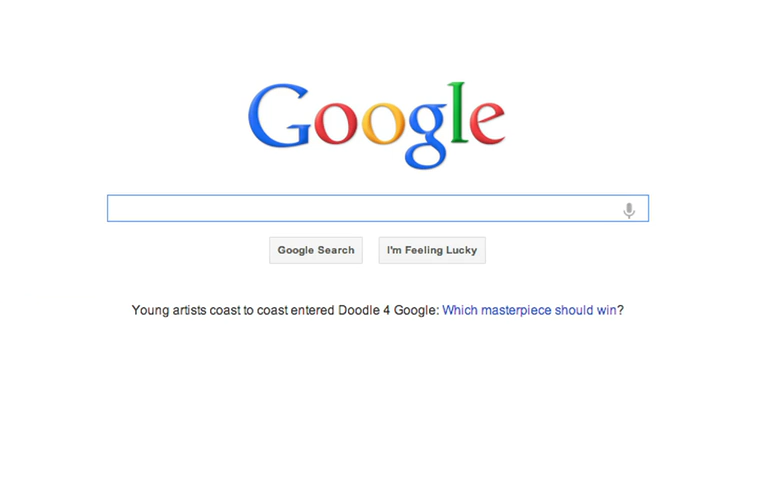 Google
Google Search I'm Feeling Lucky
Young artists coast to coast entered Doodle 4 Google: Which masterpiece should win?